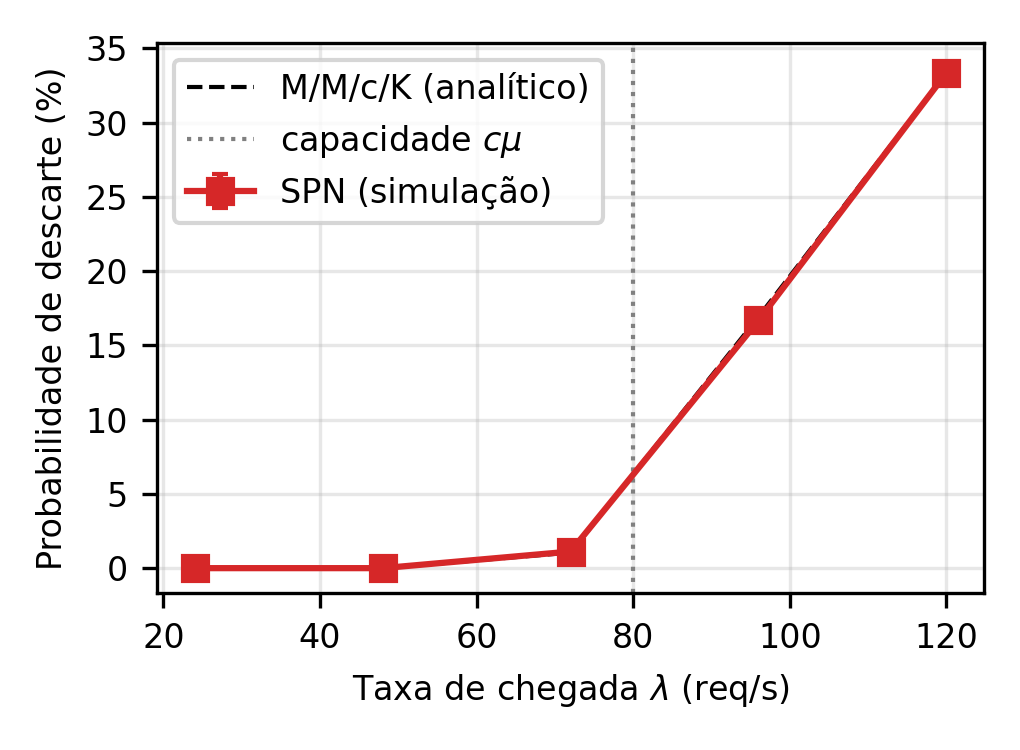 35
30
25
20
15
10
5
0
Probabilidade de descarte (%)
M/M/c/K (analítico)
capacidade cμ
SPN (simulação)
20 40 60 80 100 120
Taxa de chegada λ (req/s)